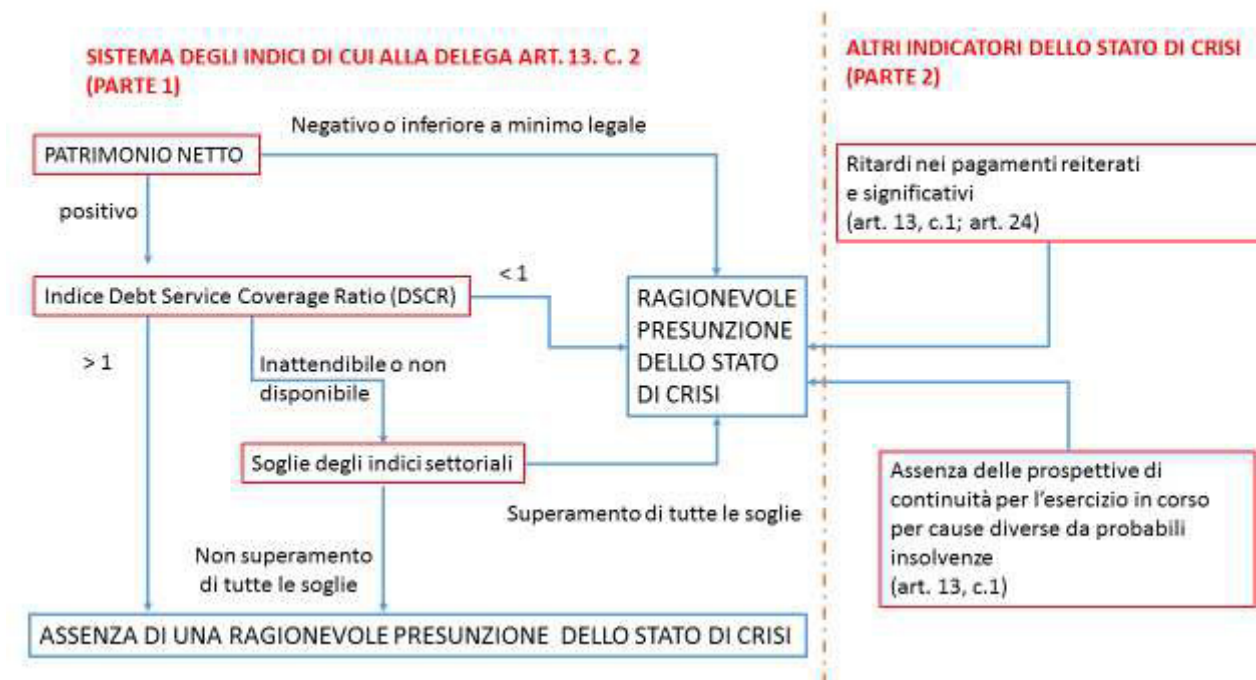 SISTEMA DEGLI INDICI DI CUI ALLA DELEGA ART. 13. C. 2
(PARTE 1)
Negativo o inferiore a minimo legale
PATRIMONIO NETTO
positivo
Indice Debt Service Coverage Ratio (DSCR)
< 1
> 1
Inattendibile o non
disponibile
RAGIONEVOLE
PRESUNZIONE
DELLO STATO
DI CRISI
Soglie degli indici settoriali
Superamento di tutte le soglie
Non superamento
di tutte le soglie
ASSENZA DI UNA RAGIONEVOLE PRESUNZIONE DELLO STATO DI CRISI
ALTRI INDICATORI DELLO STATO DI CRISI
(PARTE 2)
Ritardi nei pagamenti reiterati
e significativi
(art. 13, c.1; art. 24)
Assenza delle prospettive di
continuità per l'esercizio in corso
per cause diverse da probabili
insolvenze
(art. 13, c.1)